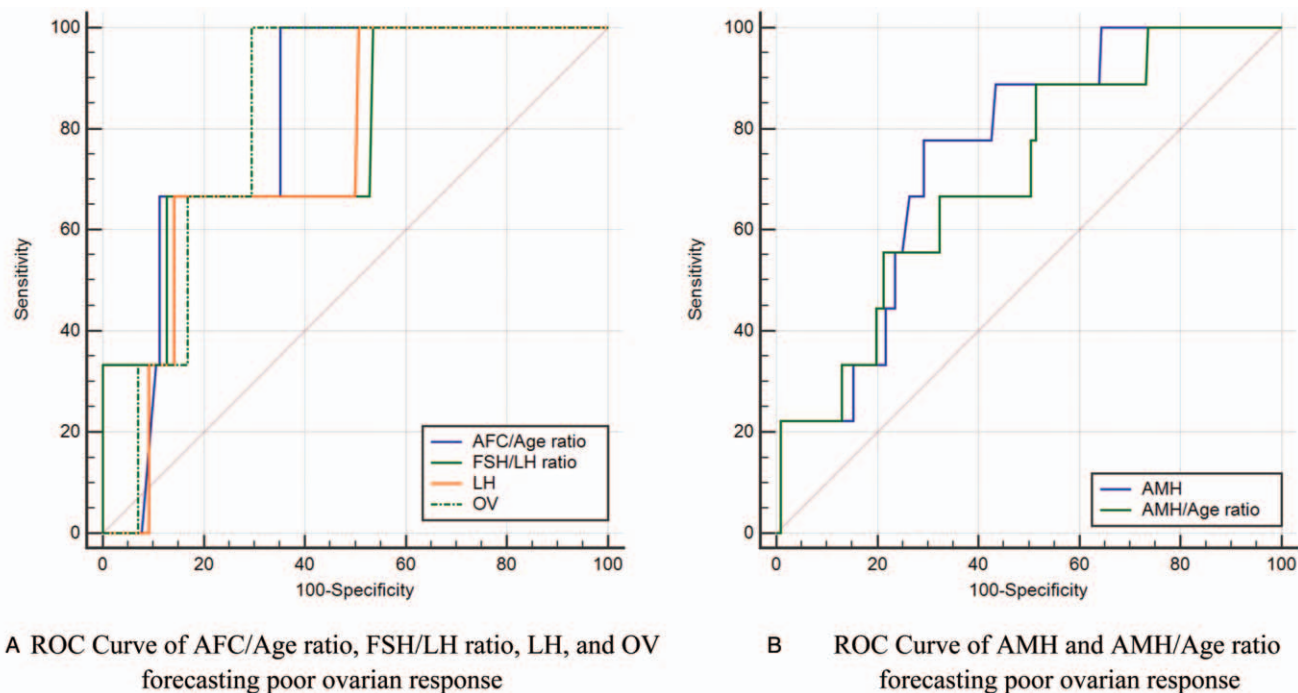 100
80
60
40
20
0
Sensitivity
0
20
40
60
80
100
100-Specificity
AFC/Age ratio
FSH/LH ratio
LH
OV
A ROC Curve of AFC/Age ratio, FSH/LH ratio, LH, and OV
forecasting poor ovarian response
100
80
60
40
20
0
Sensitivity
0
20
40
60
80
100
100-Specificity
AMH
AMH/Age ratio
B ROC Curve of AMH and AMH/Age ratio
forecasting poor ovarian response